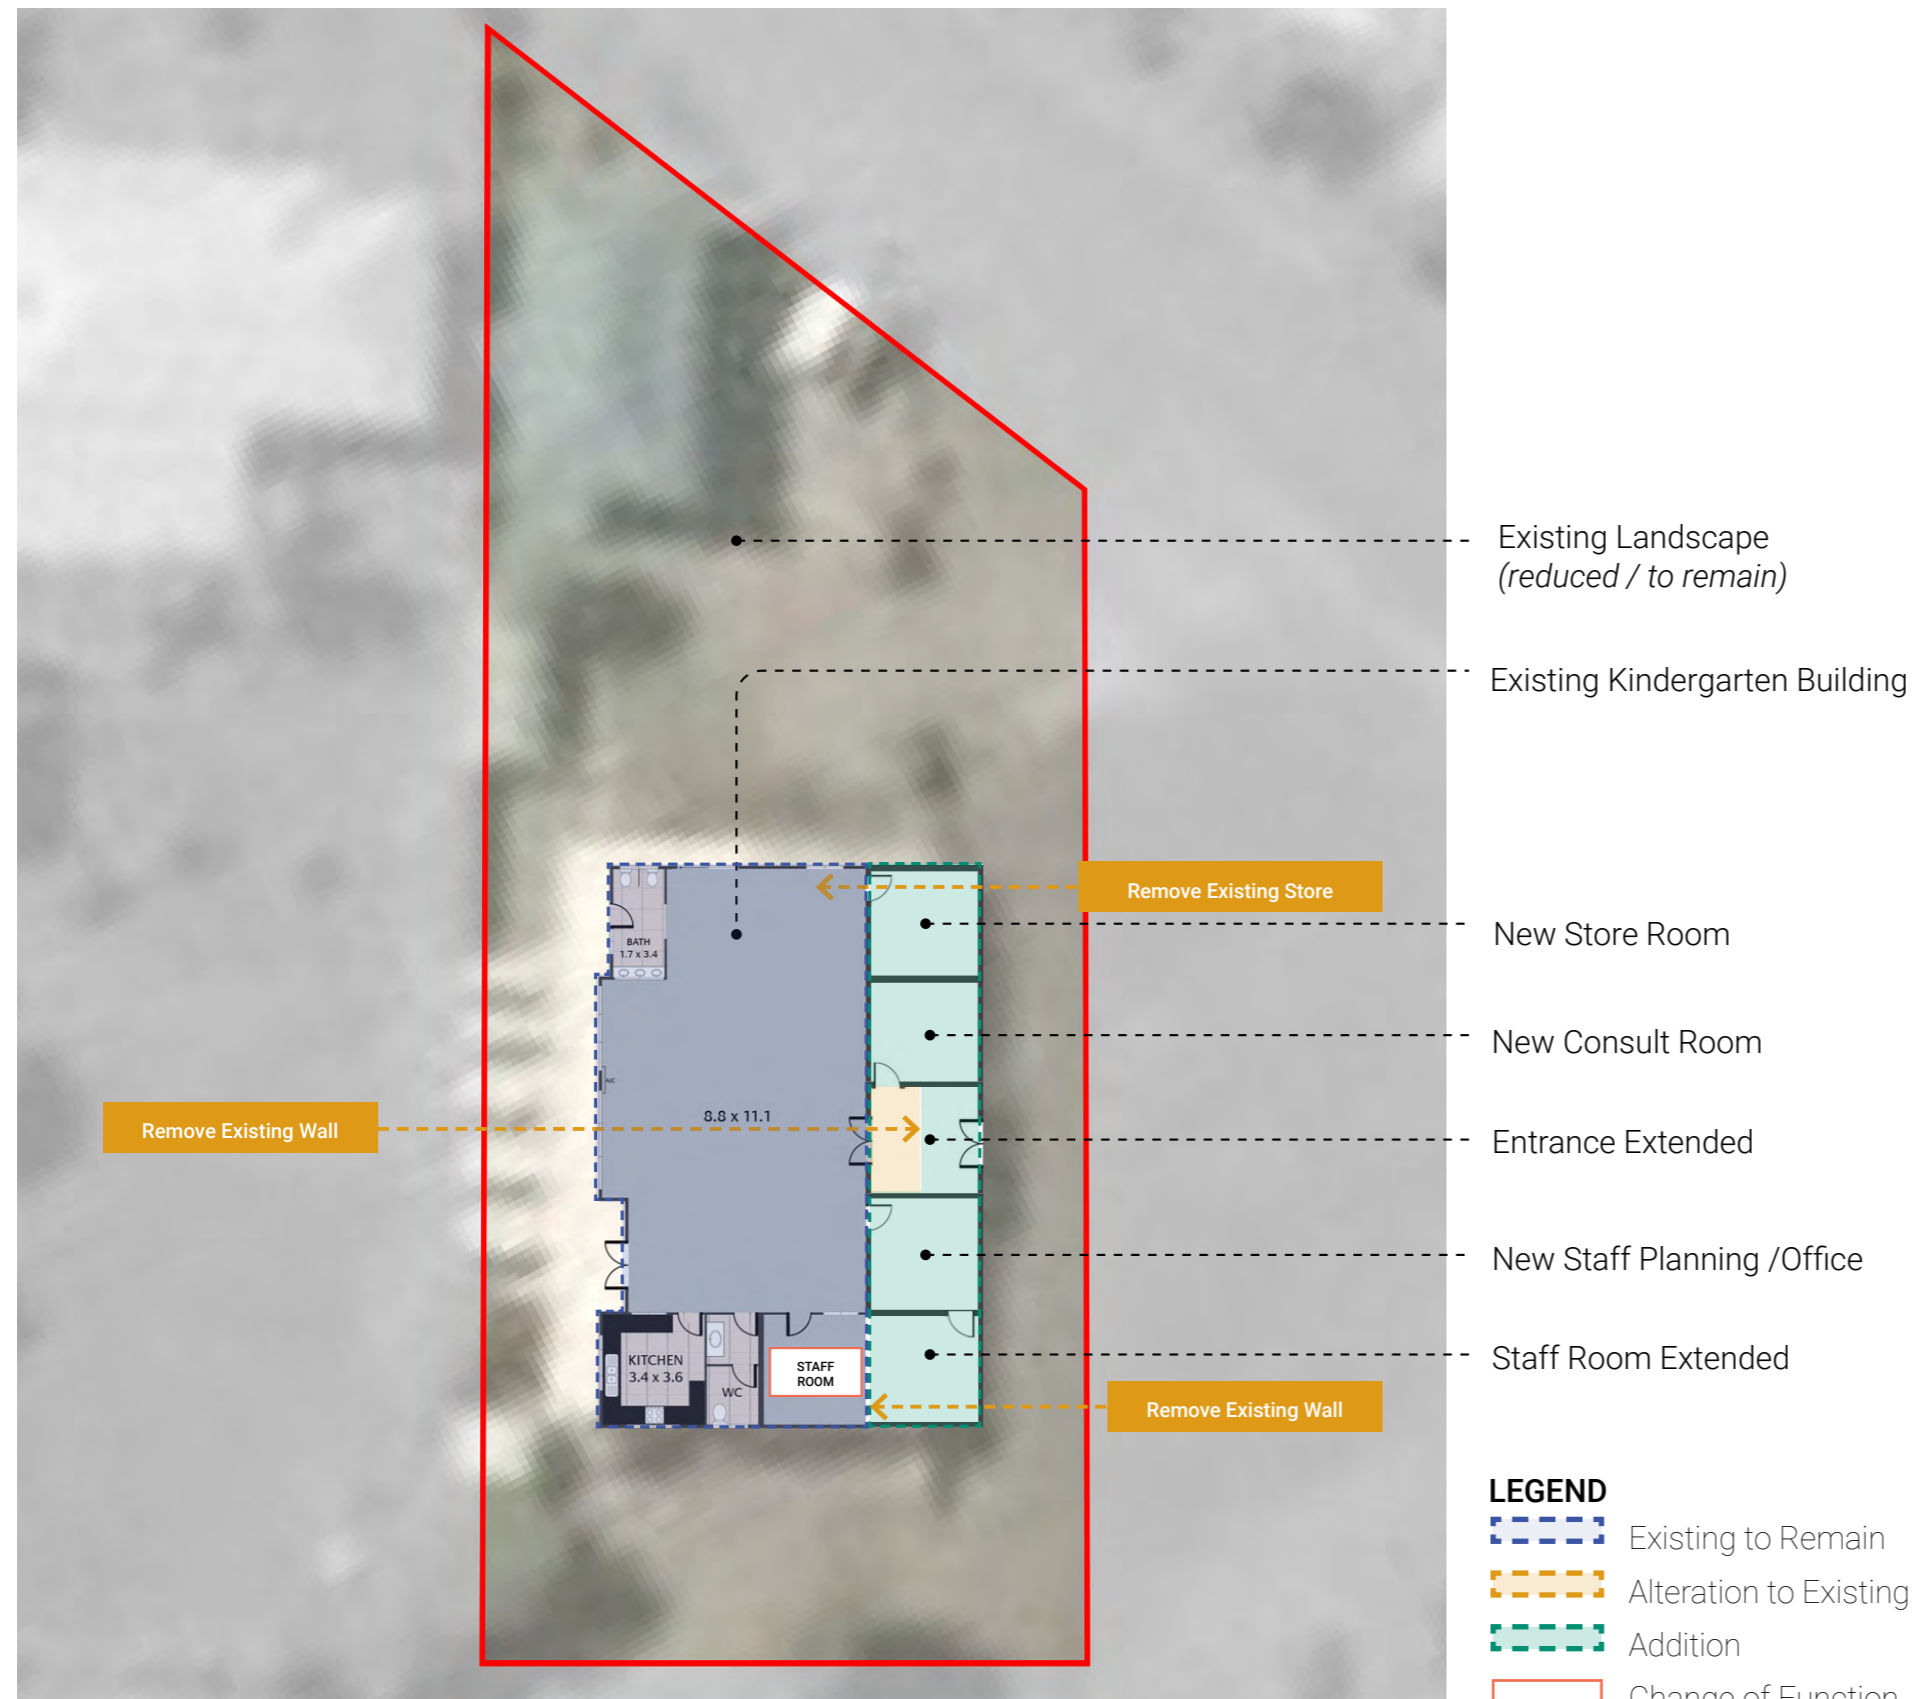 Existing Landscape
(reduced / to remain)
Existing Kindergarten Building
Remove Existing Store
New Store Room
BATH
1.7 x 3.4
New Consult Room
A/C
8.8 x 11.1
Remove Existing Wall
Entrance Extended
New Staff Planning /Office
KITCHEN
3.4 x 3.6
WC
STAFF
ROOM
Staff Room Extended
Remove Existing Wall
LEGEND
Existing to Remain
Alteration to Existing
Addition
Change of Function